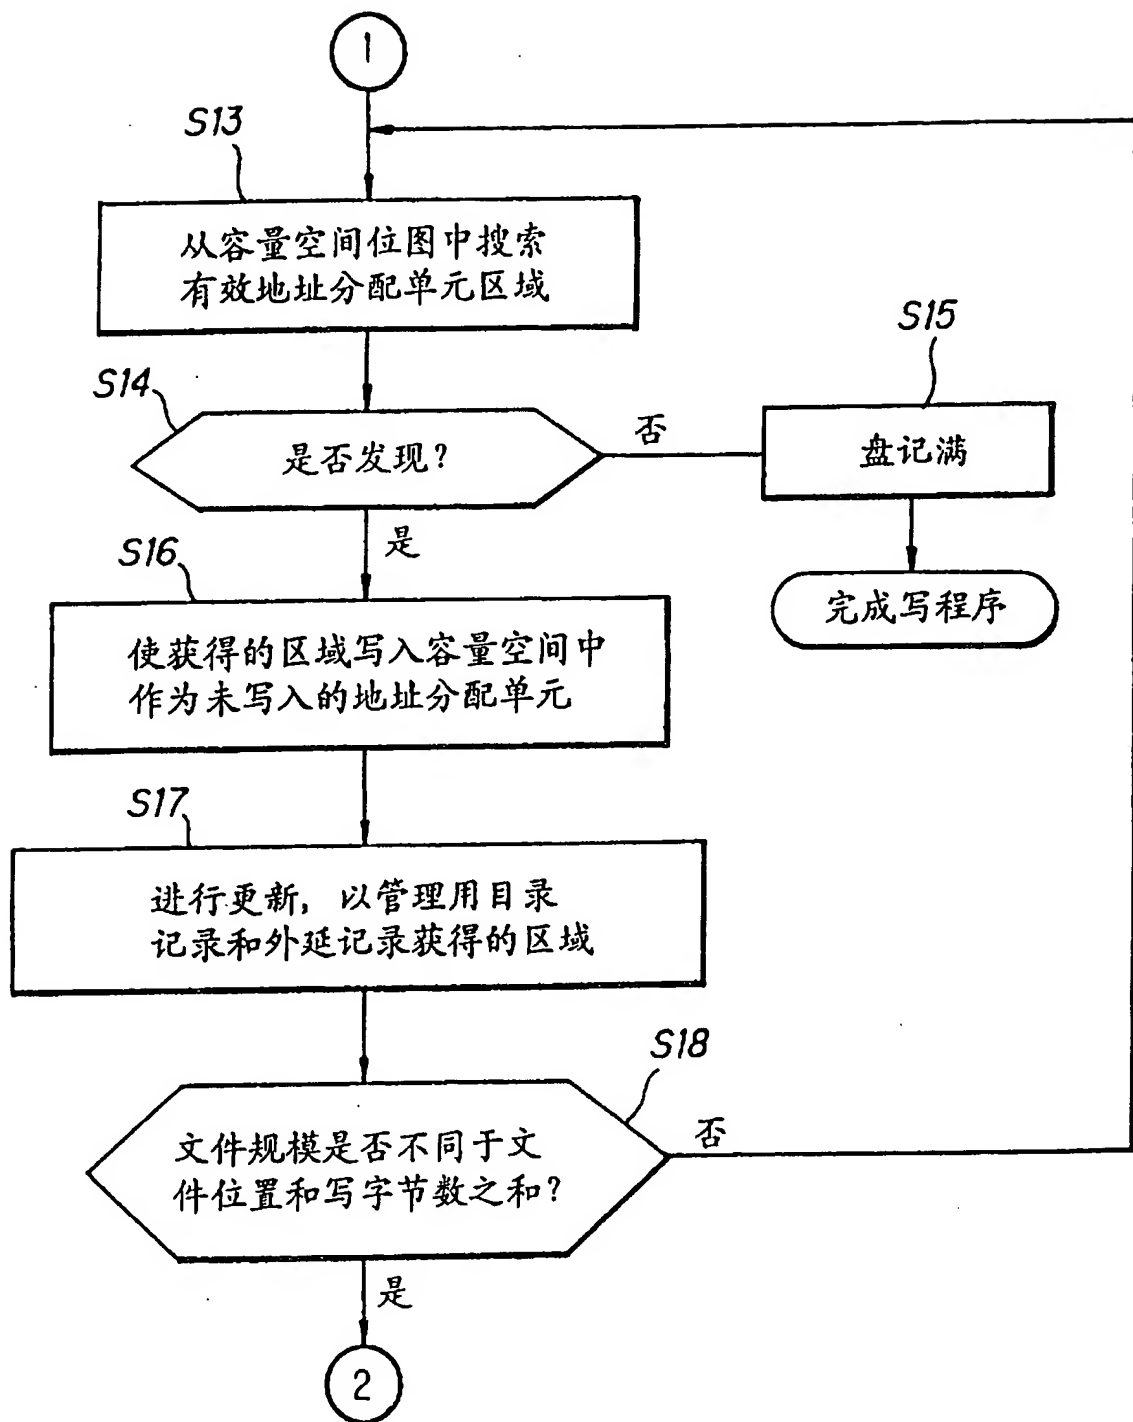 1
S13
从容量空间位图中搜索
有效地址分配单元区域
S14
是否发现?
否
S15
盘记满
完成写程序
是
S16
使获得的区域写入容量空间中
作为未写入的地址分配单元
S17
进行更新, 以管理用目录
记录和外延记录获得的区域
S18
文件规模是否不同于文
件位置和写字节数之和?
否
是
2